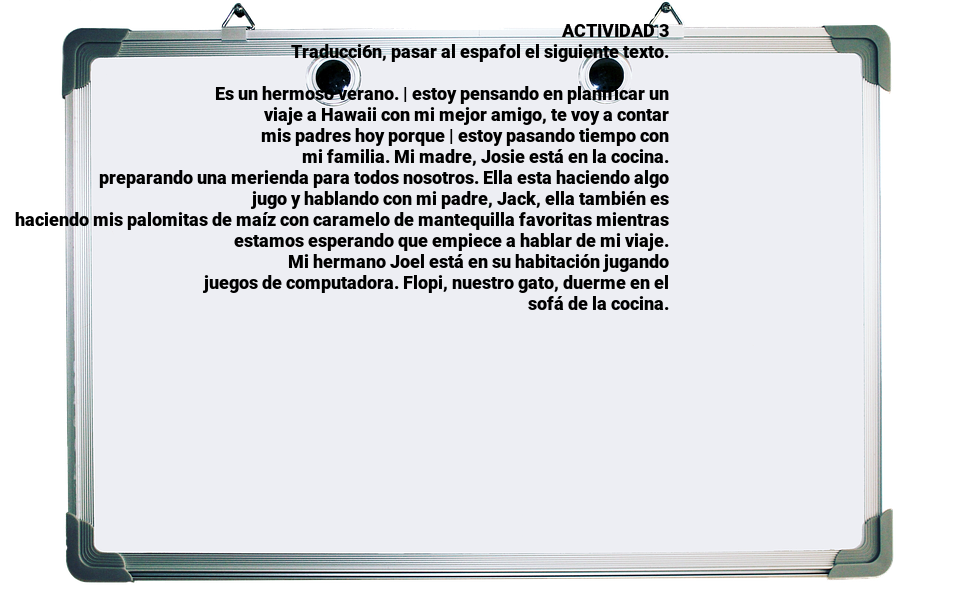 ACTIVIDAD 3
Traducci6n, pasar al espafol el siguiente texto.
Es un hermoso verano. | estoy pensando en planificar un
viaje a Hawaii con mi mejor amigo, te voy a contar
mis padres hoy porque | estoy pasando tiempo con
mi familia. Mi madre, Josie está en la cocina.
preparando una merienda para todos nosotros. Ella esta haciendo algo
jugo y hablando con mi padre, Jack, ella también es
haciendo mis palomitas de maíz con caramelo de mantequilla favoritas mientras
estamos esperando que empiece a hablar de mi viaje.
Mi hermano Joel está en su habitación jugando
juegos de computadora. Flopi, nuestro gato, duerme en el
sofá de la cocina.